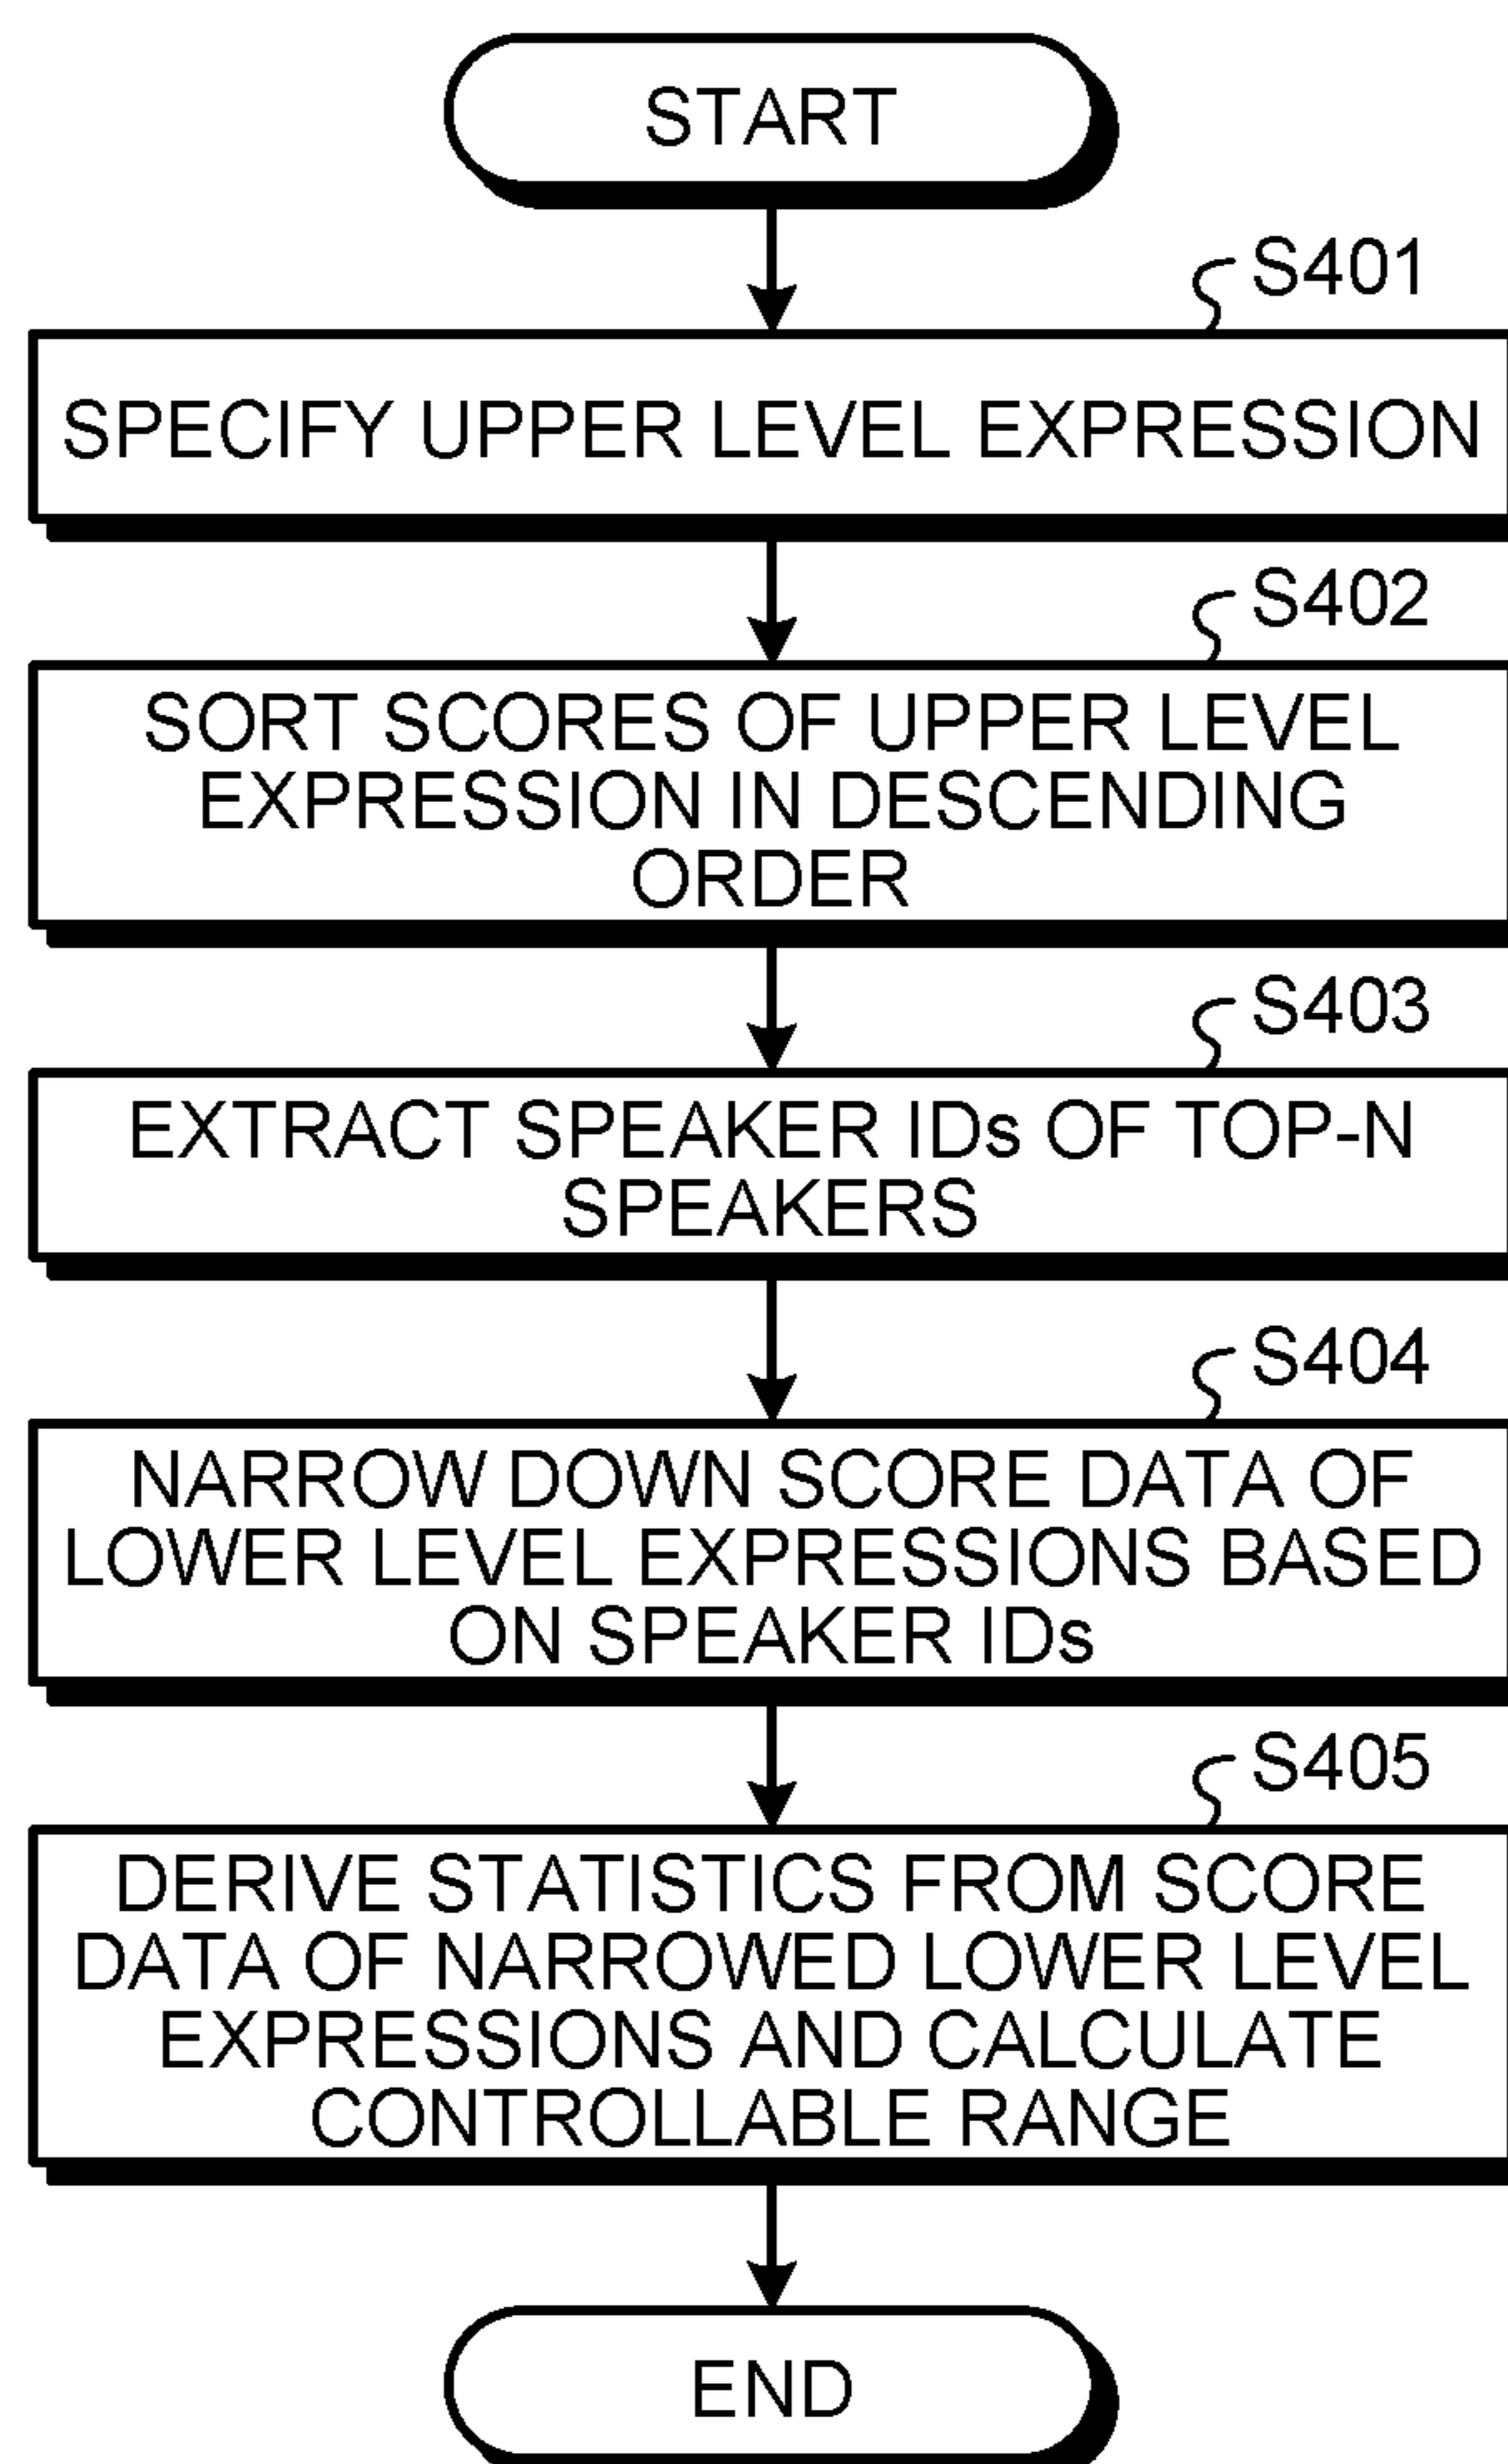 START
S401
SPECIFY UPPER LEVEL EXPRESSION
S402
SORT SCORES OF UPPER LEVEL
EXPRESSION IN DESCENDING
ORDER
S403
EXTRACT SPEAKER IDs OF TOP-N
SPEAKERS
S404
NARROW DOWN SCORE DATA OF
LOWER LEVEL EXPRESSIONS BASED
ON SPEAKER IDs
S405
DERIVE STATISTICS FROM SCORE
DATA OF NARROWED LOWER LEVEL
EXPRESSIONS AND CALCULATE
CONTROLLABLE RANGE
END